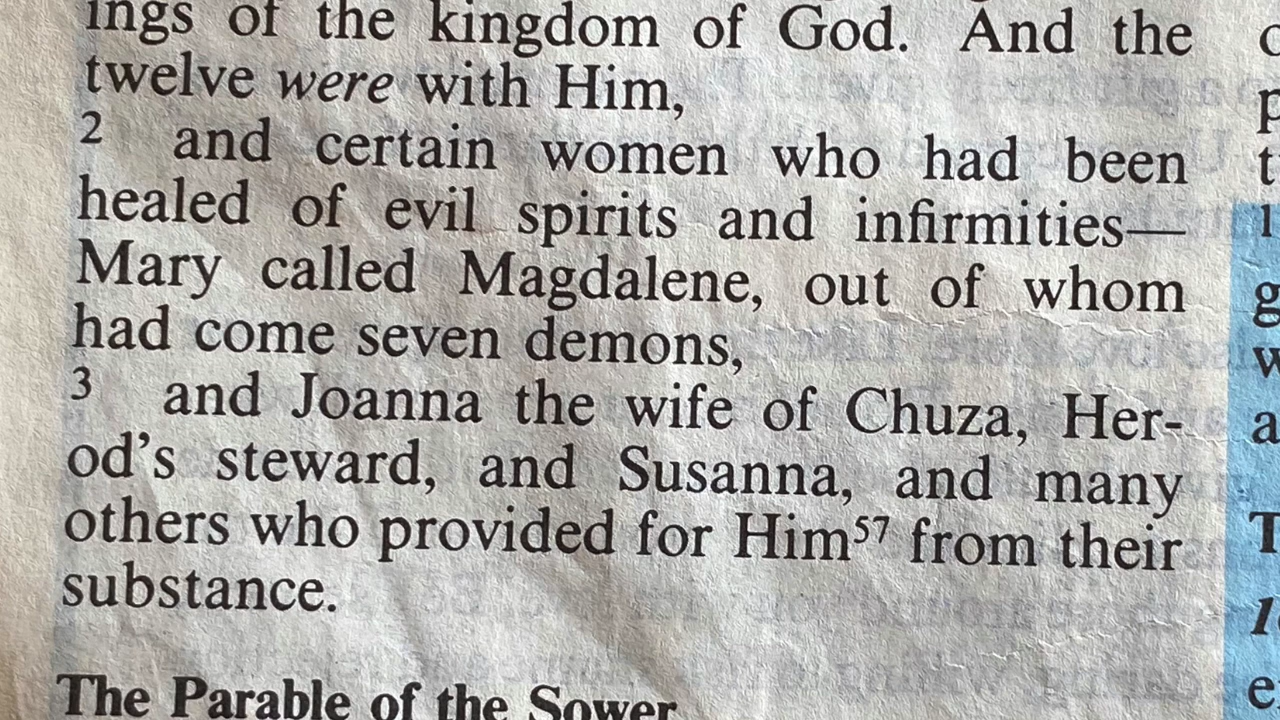 ings of the kingdom of God. And the
twelve were with Him,
2 and certain women who had been
healed of evil spirits and infirmities—
Mary called Magdalene, out of whom
had come seven demons,
3 and Joanna the wife of Chuza, Her-
od's steward, and Susanna, and many
others who provided for Him57 from their
substance.
The Parable of the Sower